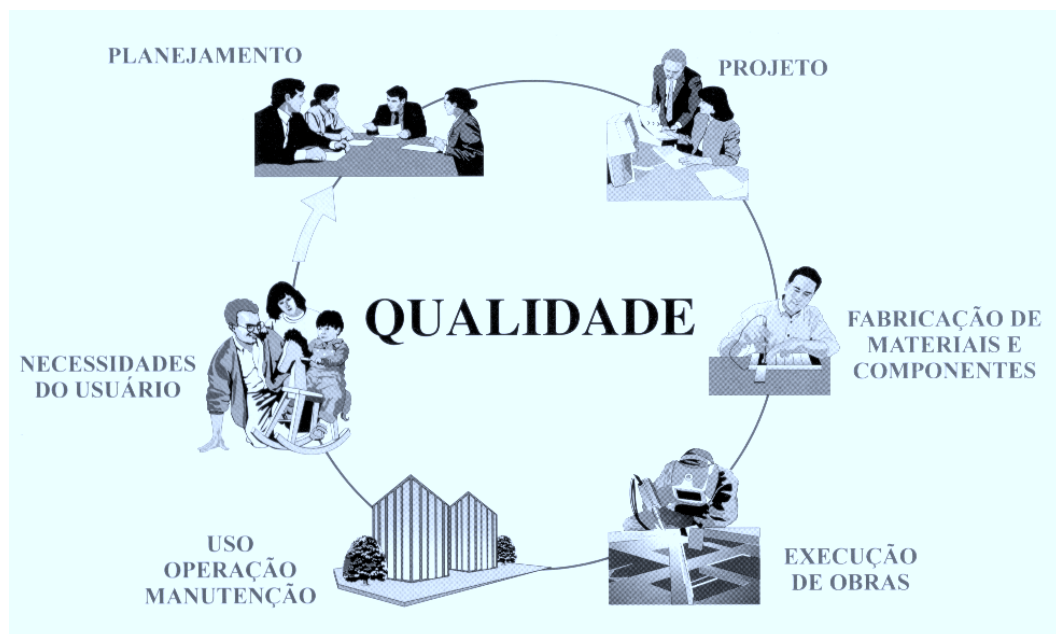 PLANEJAMENTO
PROJETO
QUALIDADE
FABRICAÇÃO DE
MATERIAIS E
COMPONENTES
NECESSIDADES
DO USUÁRIO
USO
OPERAÇÃO
MANUTENÇÃO
EXECUÇÃO
DE OBRAS